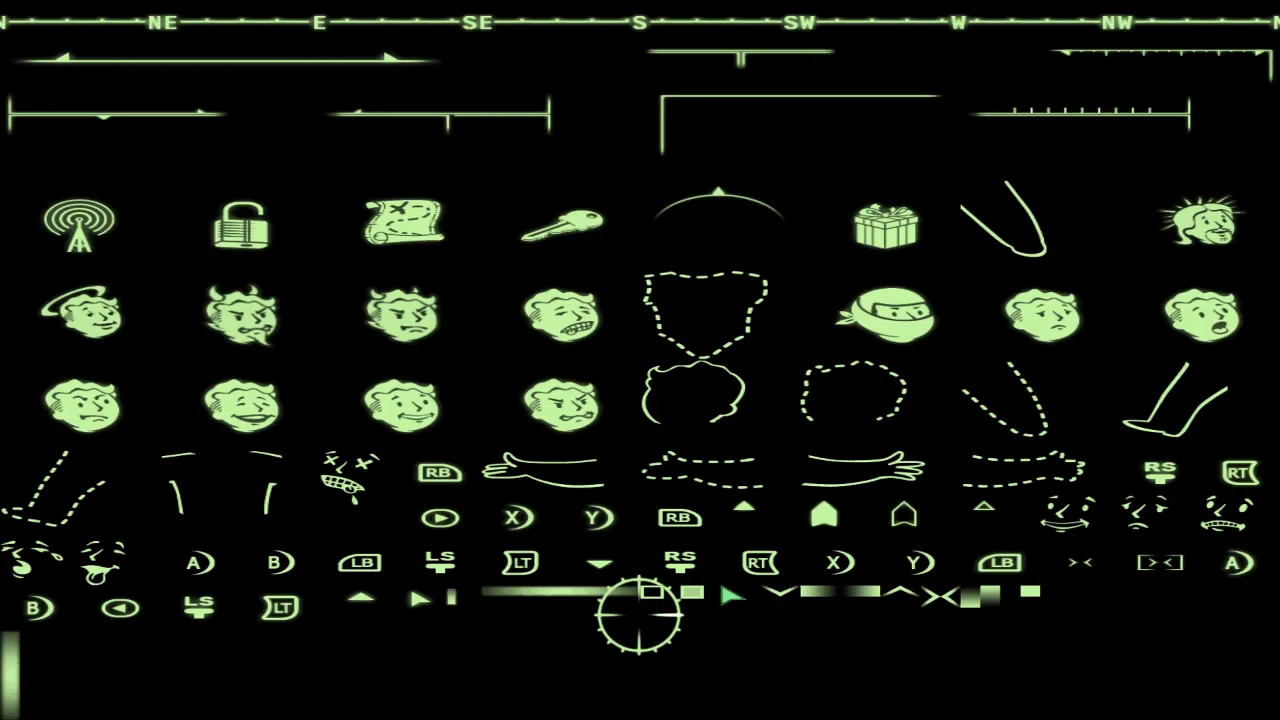 N NE E SE S SW W NW N
RB RS RT
X Y RB
A B LB LS LT RS RT X Y LB A
B LS LT